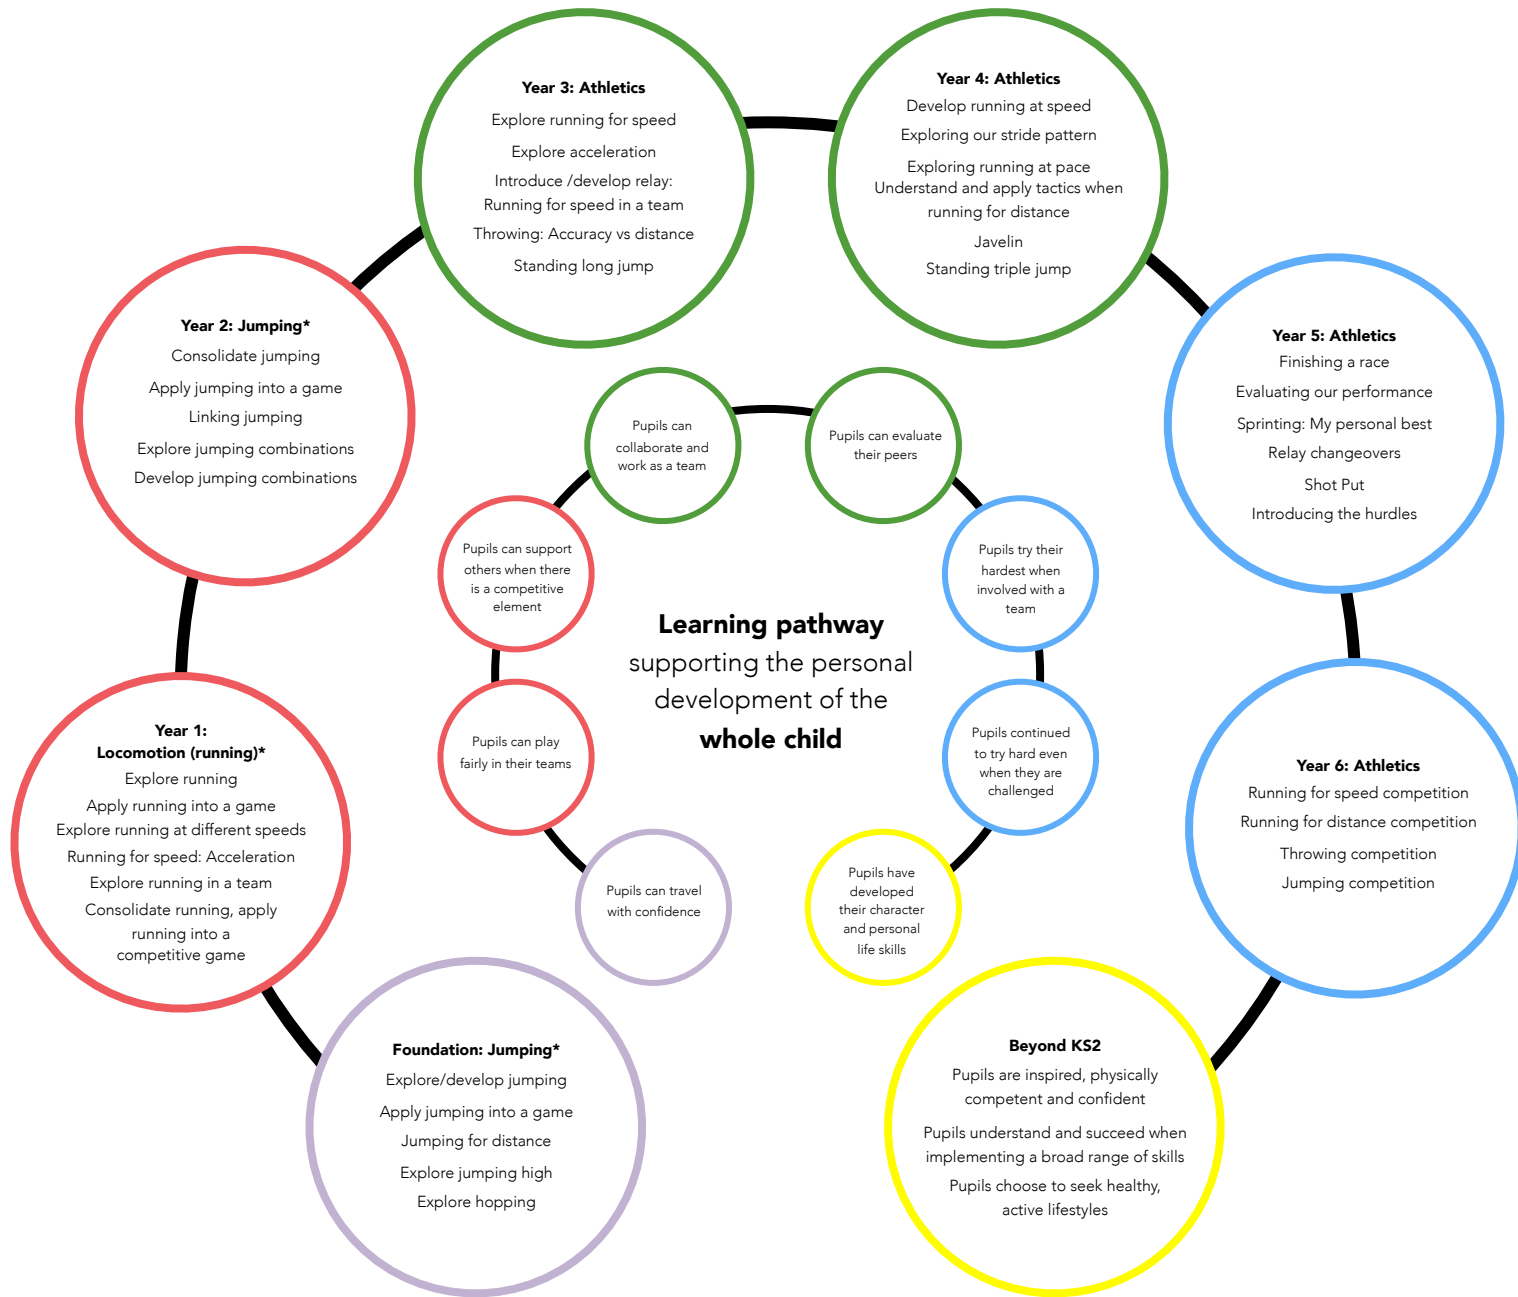 Year 3: Athletics
Explore running for speed
Explore acceleration
Introduce /develop relay:
Running for speed in a team
Throwing: Accuracy vs distance
Standing long jump
Year 4: Athletics
Develop running at speed
Exploring our stride pattern
Exploring running at pace
Understand and apply tactics when
running for distance
Javelin
Standing triple jump
Year 2: Jumping*
Consolidate jumping
Apply jumping into a game
Linking jumping
Explore jumping combinations
Develop jumping combinations
Year 5: Athletics
Finishing a race
Evaluating our performance
Sprinting: My personal best
Relay changeovers
Shot Put
Introducing the hurdles
Pupils can
collaborate and
work as a team
Pupils can evaluate
their peers
Pupils can support
others when there
is a competitive
element
Pupils try their
hardest when
involved with a
team
Learning pathway
supporting the personal
development of the
whole child
Year 1:
Locomotion (running)*
Explore running
Apply running into a game
Explore running at different speeds
Running for speed: Acceleration
Explore running in a team
Consolidate running, apply
running into a
competitive game
Pupils can play
fairly in their teams
Pupils continued
to try hard even
when they are
challenged
Year 6: Athletics
Running for speed competition
Running for distance competition
Throwing competition
Jumping competition
Pupils can travel
with confidence
Pupils have
developed
their character
and personal
life skills
Foundation: Jumping*
Explore/develop jumping
Apply jumping into a game
Jumping for distance
Explore jumping high
Explore hopping
Beyond KS2
Pupils are inspired, physically
competent and confident
Pupils understand and succeed when
implementing a broad range of skills
Pupils choose to seek healthy,
active lifestyles